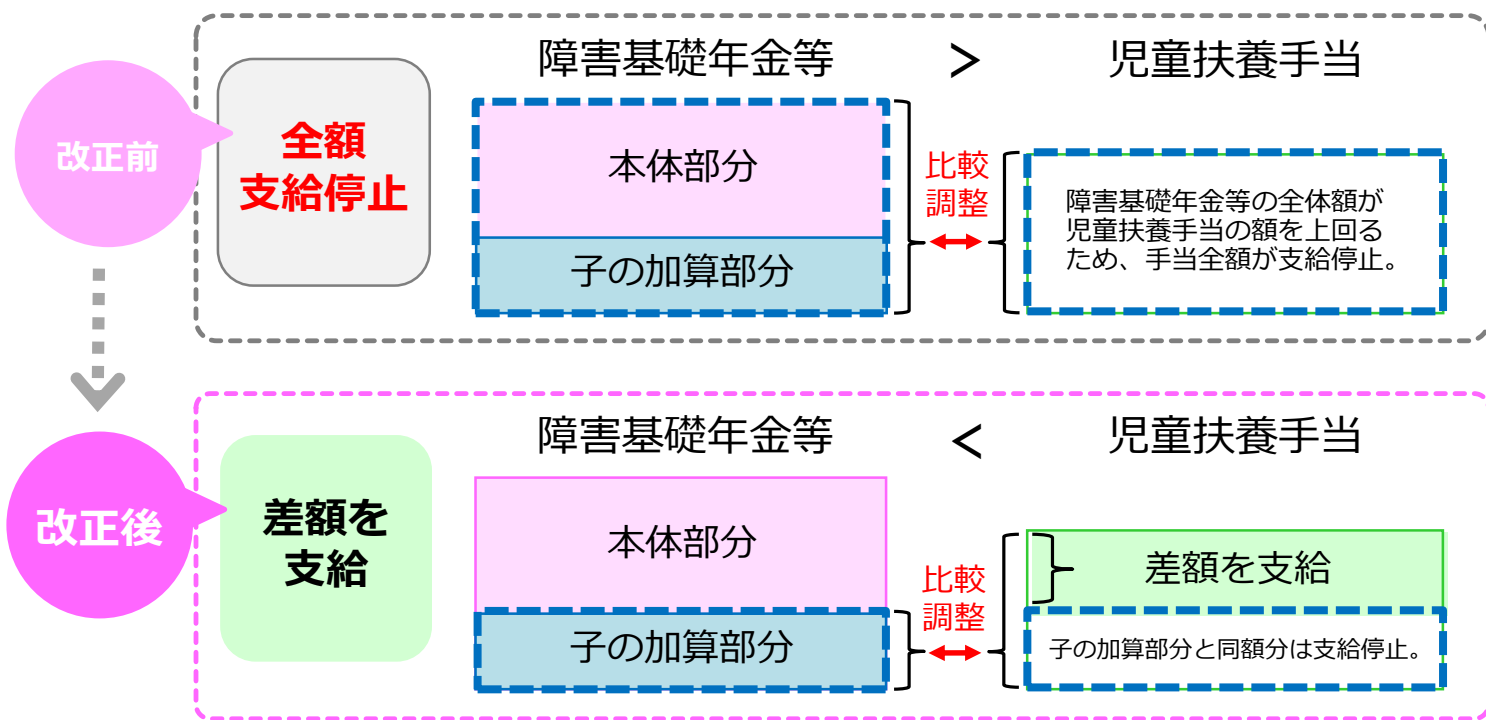 改正前
全額
支給停止
障害基礎年金等 > 児童扶養手当
本体部分
子の加算部分
比較
調整
障害基礎年金等の全体額が
児童扶養手当の額を上回る
ため、手当全額が支給停止。
改正後
差額を
支給
障害基礎年金等 < 児童扶養手当
本体部分
子の加算部分
比較
調整
差額を支給
子の加算部分と同額分は支給停止。